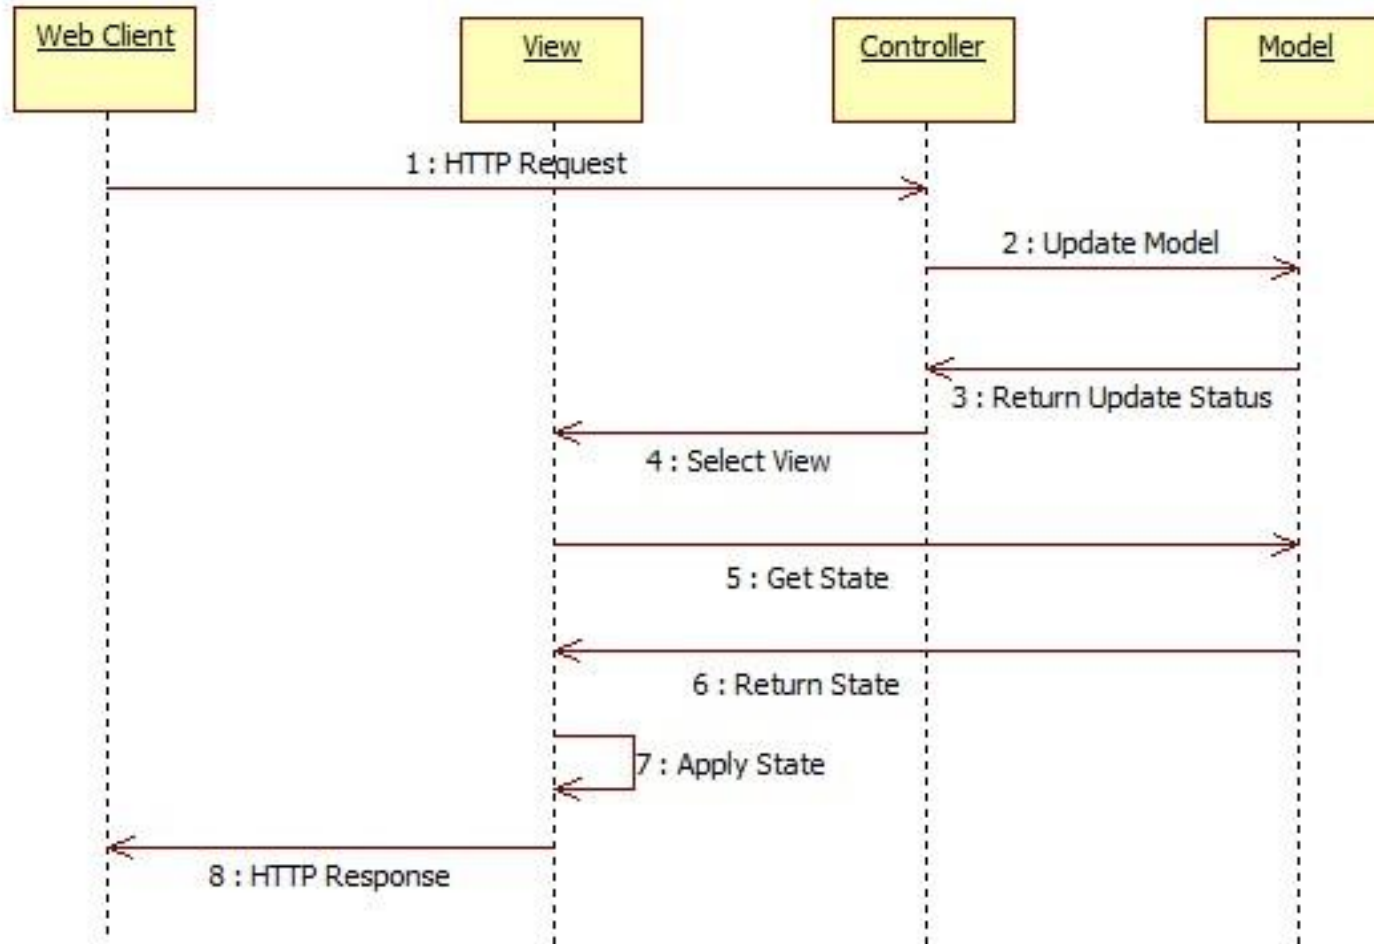 Web Client
View
Controller
Model
1 : HTTP Request
2 : Update Model
3 : Return Update Status
4 : Select View
5 : Get State
6 : Return State
7 : Apply State
8 : HTTP Response